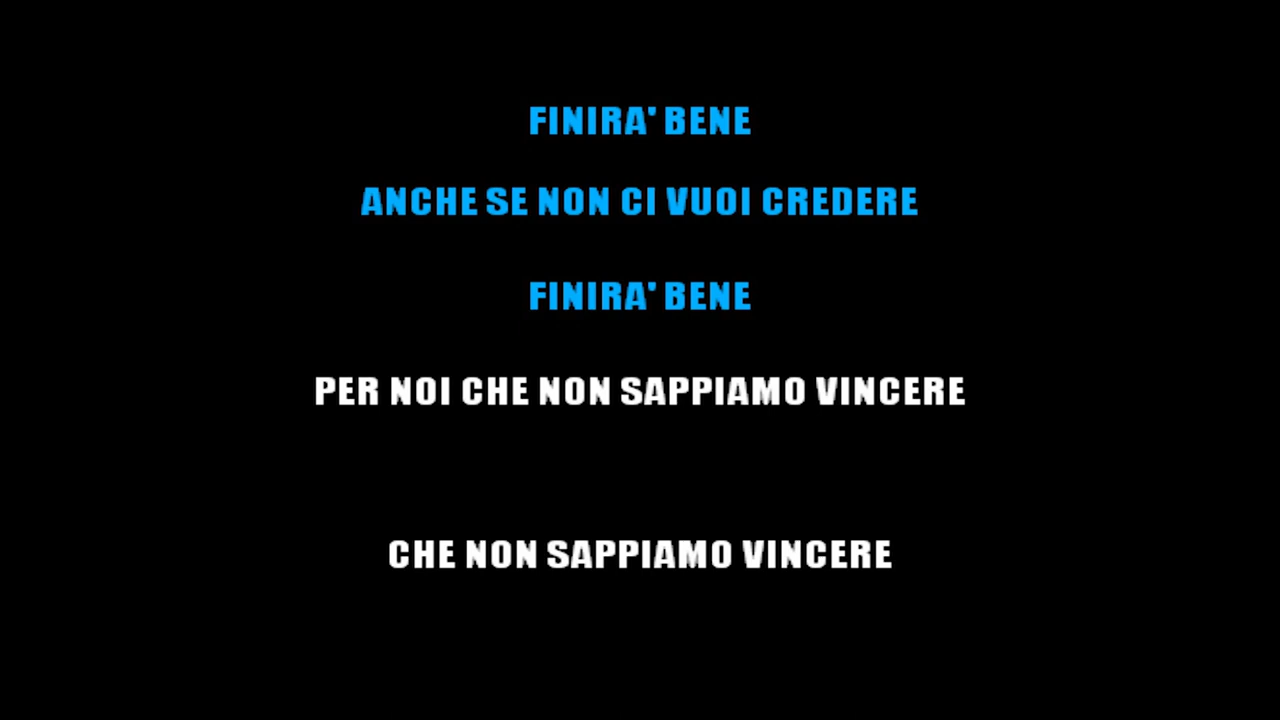 FINIRA' BENE
ANCHE SE NON CI VUOI CREDERE
FINIRA' BENE
PER NOI CHE NON SAPPIAMO VINCERE
CHE NON SAPPIAMO VINCERE